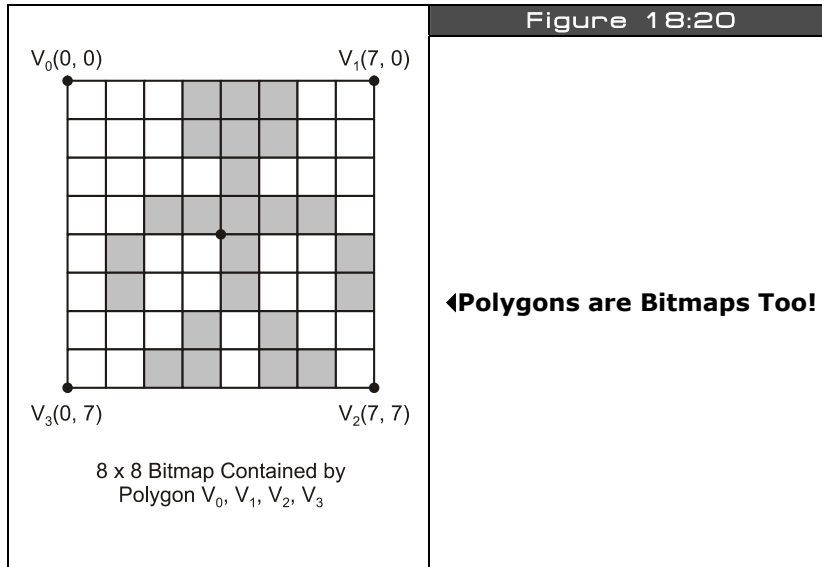 Figure 18:20
V0(0, 0)
V1(7, 0)
V3(0, 7)
V2(7, 7)
8 x 8 Bitmap Contained by
Polygon V0, V1, V2, V3
Polygons are Bitmaps Too!